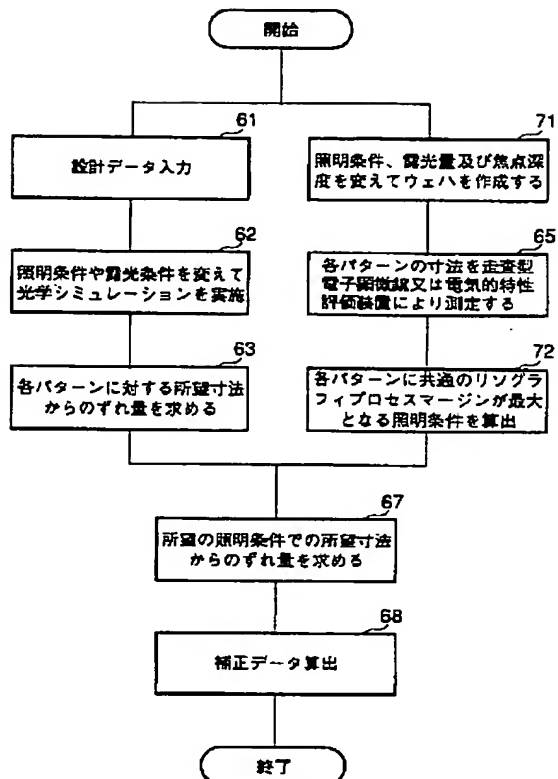 開始
61
設計データ入力
62
照明条件や露光条件を変えて
光学シミュレーションを実施
63
各パターンに対する所望寸法
からのずれ量を求める
71
照明条件、露光量及び焦点深
度を変えてウェハを作成する
65
各パターンの寸法を走査型
電子顕微鏡又は電気的特性
評価装置により測定する
72
各パターンに共通のリソグラ
フィプロセスマージンが最大
となる照明条件を算出
67
所望の照明条件での所望寸法
からのずれ量を求める
68
補正データ算出
終了